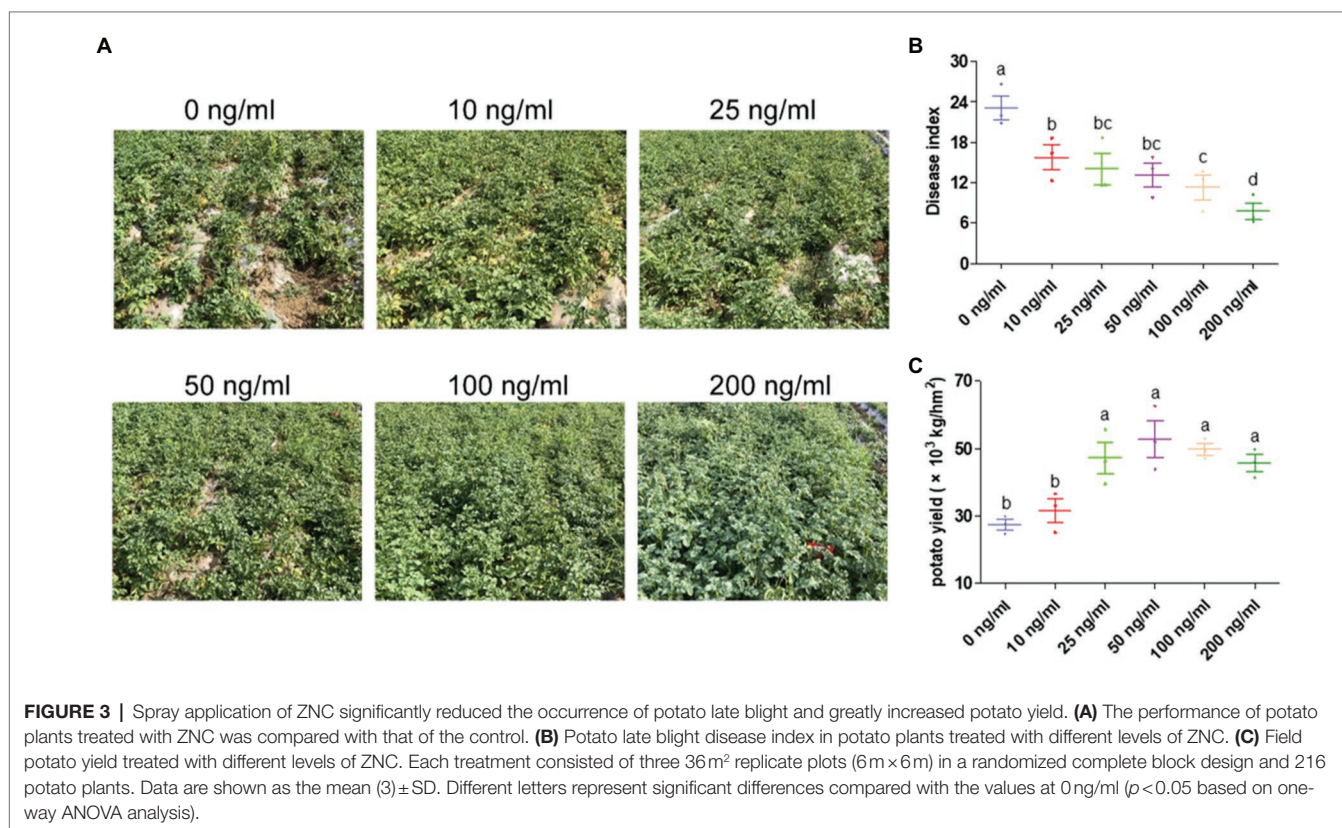 A
0 ng/ml
10 ng/ml
25 ng/ml
50 ng/ml
100 ng/ml
200 ng/ml
B
Disease index
30
24
18
12
6
0
a
b
bc
bc
c
d
0 ng/ml
10 ng/ml
25 ng/ml
50 ng/ml
100 ng/ml
200 ng/ml
C
potato yield ( × 10³ kg/hm²)
70
50
30
10
b
b
a
a
a
a
0 ng/ml
10 ng/ml
25 ng/ml
50 ng/ml
100 ng/ml
200 ng/ml
FIGURE 3 | Spray application of ZNC significantly reduced the occurrence of potato late blight and greatly increased potato yield. (A) The performance of potato
plants treated with ZNC was compared with that of the control. (B) Potato late blight disease index in potato plants treated with different levels of ZNC. (C) Field
potato yield treated with different levels of ZNC. Each treatment consisted of three 36 m² replicate plots (6 m × 6 m) in a randomized complete block design and 216
potato plants. Data are shown as the mean (3) ± SD. Different letters represent significant differences compared with the values at 0 ng/ml (p < 0.05 based on one-
way ANOVA analysis).